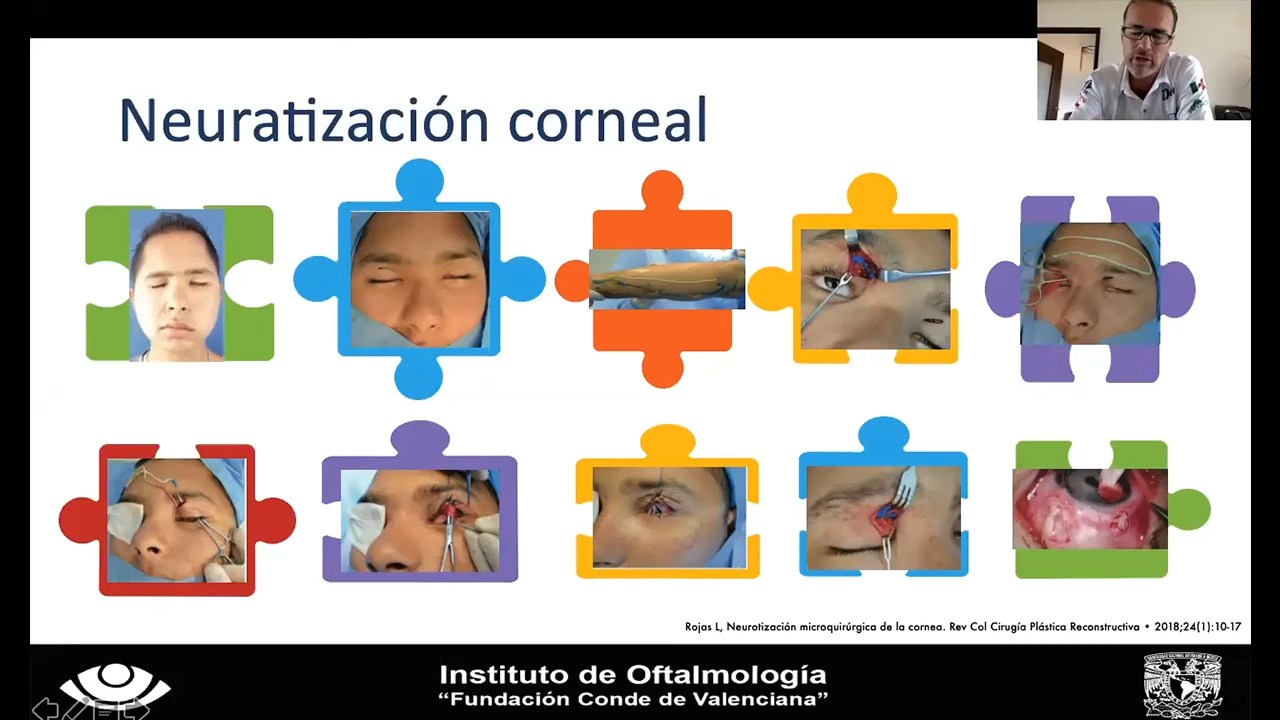 Neuratización corneal
Rojas L, Neurotización microquirúrgica de la cornea. Rev Col Cirugía Plástica Reconstructiva • 2018;24(1):10-17
Instituto de Oftalmología
“Fundación Conde de Valenciana”